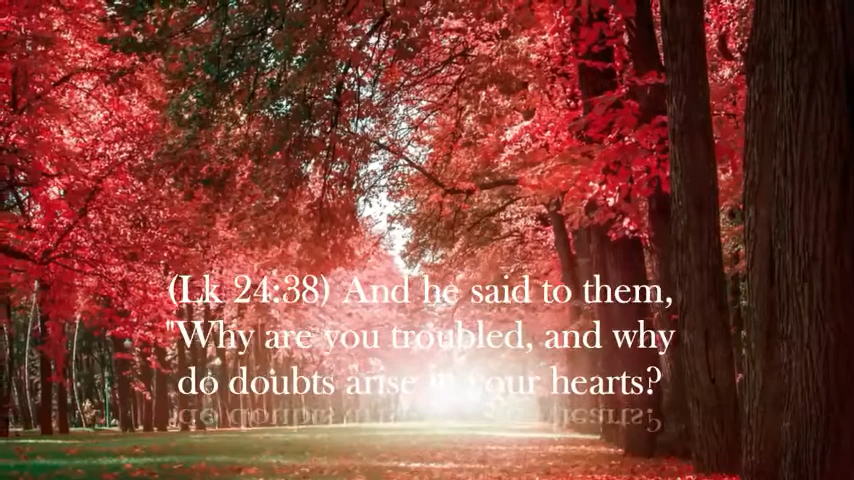 (Lk 24:38) And he said to them,
"Why are you troubled, and why
do doubts arise in your hearts?